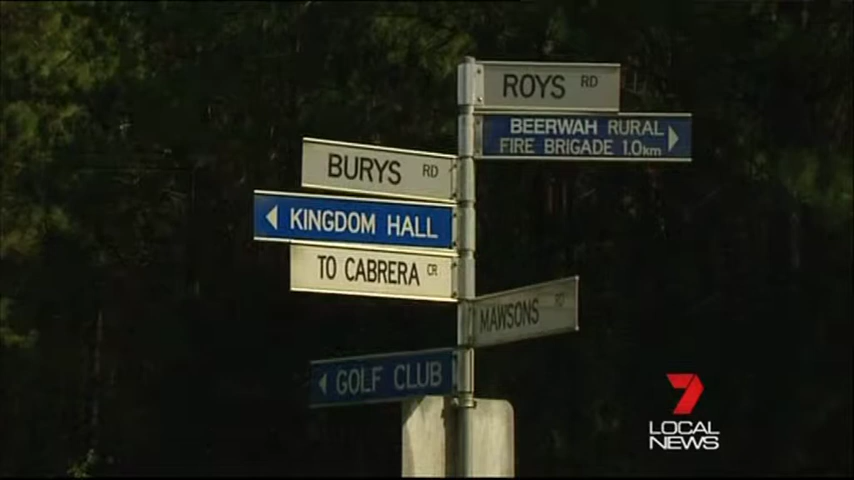 ROYS RD
BEERWAH RURAL
FIRE BRIGADE 1.0km
BURYS RD
KINGDOM HALL
TO CABRERA CR
MAWSONS RD
GOLF CLUB
7
LOCAL
NEWS